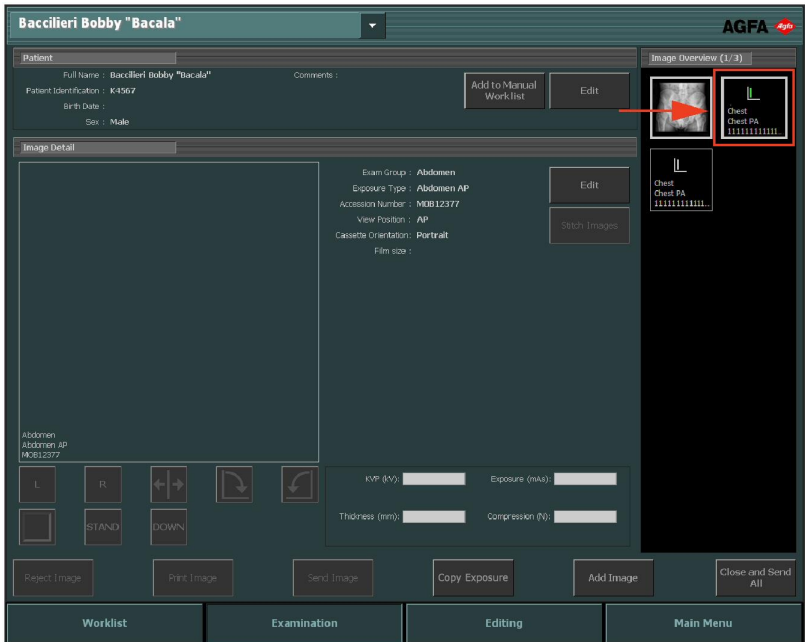 Baccilieri Bobby "Bacala"
AGFA Agfa
Patient
Full Name : Baccilieri Bobby "Bacala"
Comments :
Patient Identification : K4567
Birth Date :
Sex : Male
Add to Manual
Worklist
Edit
Image Detail
Exam Group : Abdomen
Exposure Type : Abdomen AP
Accession Number : MOB12377
View Position : AP
Cassette Orientation: Portrait
Film size :
Edit
Stitch Images
Abdomen
Abdomen AP
MOB12377
L
R
STAND
DOWN
KVP (kV):
Exposure (mAs):
Thickness (mm):
Compression (N):
Image Overview (1/3)
Chest
Chest PA
111111111111..
Chest
Chest PA
111111111111..
Reject Image
Print Image
Send Image
Copy Exposure
Add Image
Close and Send
All
Worklist
Examination
Editing
Main Menu